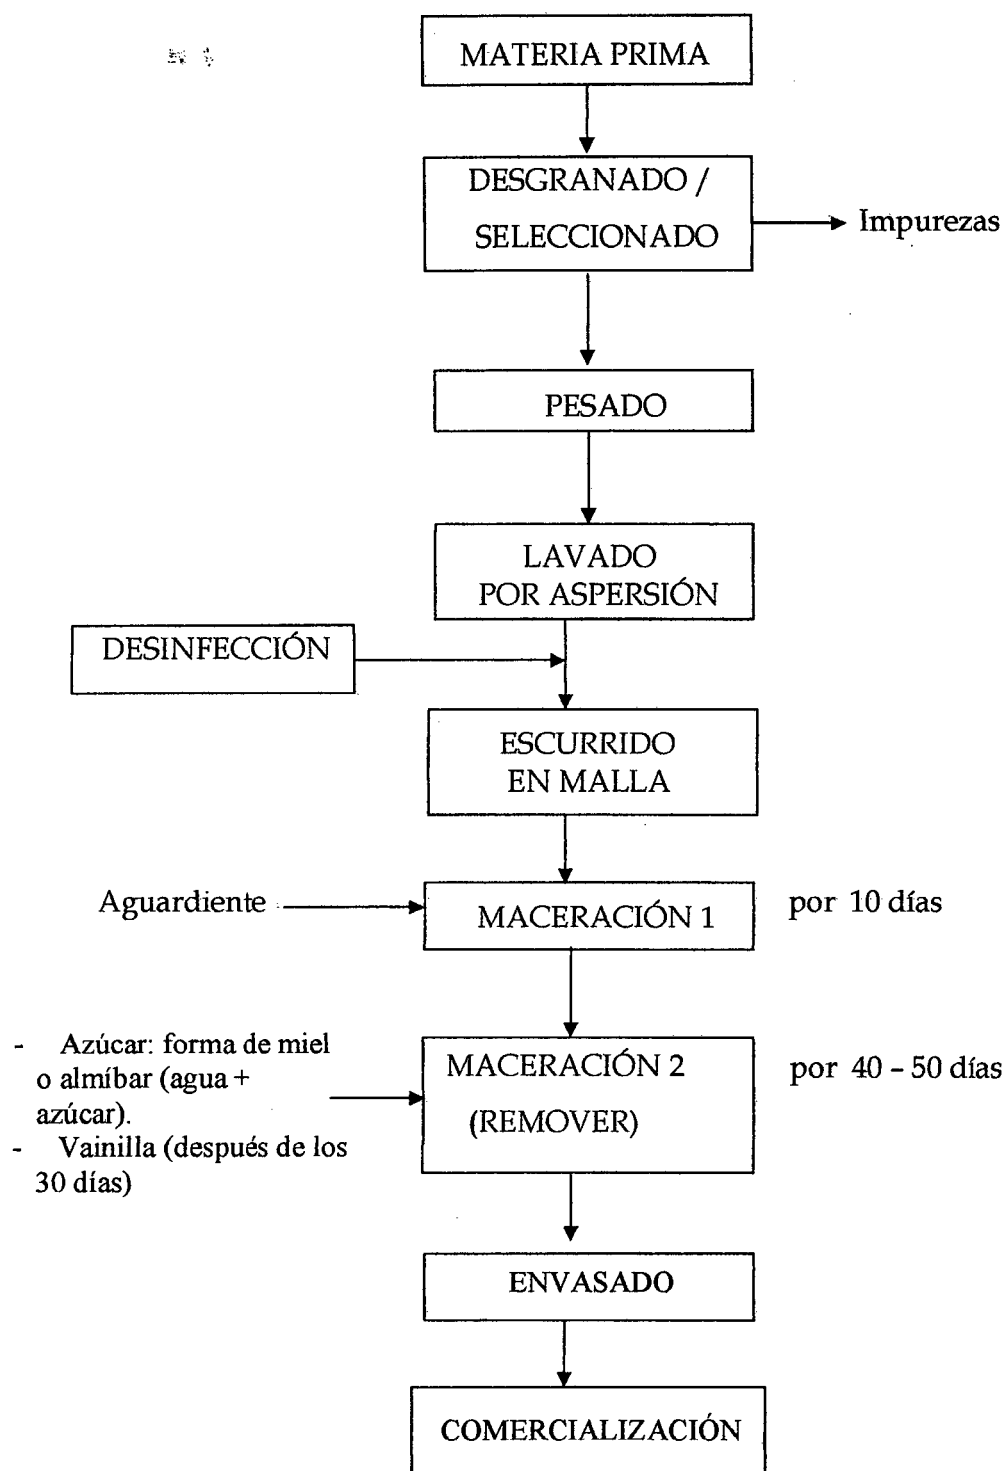 MATERIA PRIMA
DESGRANADO /
SELECCIONADO
Impurezas
PESADO
LAVADO
POR ASPERSIÓN
DESINFECCIÓN
ESCURRIDO
EN MALLA
Aguardiente
MACERACIÓN 1
por 10 días
- Azúcar: forma de miel
o almíbar (agua +
azúcar).
- Vainilla (después de los
30 días)
MACERACIÓN 2
(REMOVER)
por 40 – 50 días
ENVASADO
COMERCIALIZACIÓN